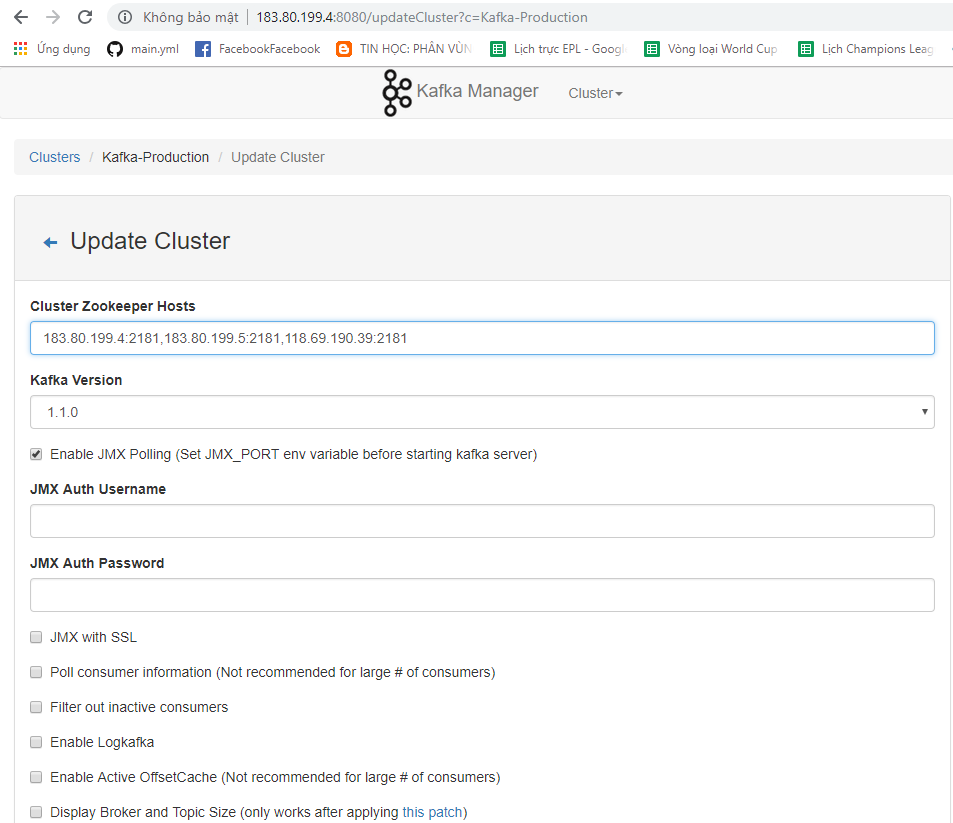 Không bảo mật 183.80.199.4:8080/updateCluster?c=Kafka-Production
Ứng dụng main.yml FacebookFacebook TIN HỌC: PHÂN VÙN Lịch trực EPL - Googl Vòng loại World Cup Lịch Champions Leag
Kafka Manager Cluster
Clusters / Kafka-Production / Update Cluster
Update Cluster
Cluster Zookeeper Hosts
183.80.199.4:2181,183.80.199.5:2181,118.69.190.39:2181
Kafka Version
1.1.0
Enable JMX Polling (Set JMX_PORT env variable before starting kafka server)
JMX Auth Username
JMX Auth Password
JMX with SSL
Poll consumer information (Not recommended for large # of consumers)
Filter out inactive consumers
Enable Logkafka
Enable Active OffsetCache (Not recommended for large # of consumers)
Display Broker and Topic Size (only works after applying this patch)